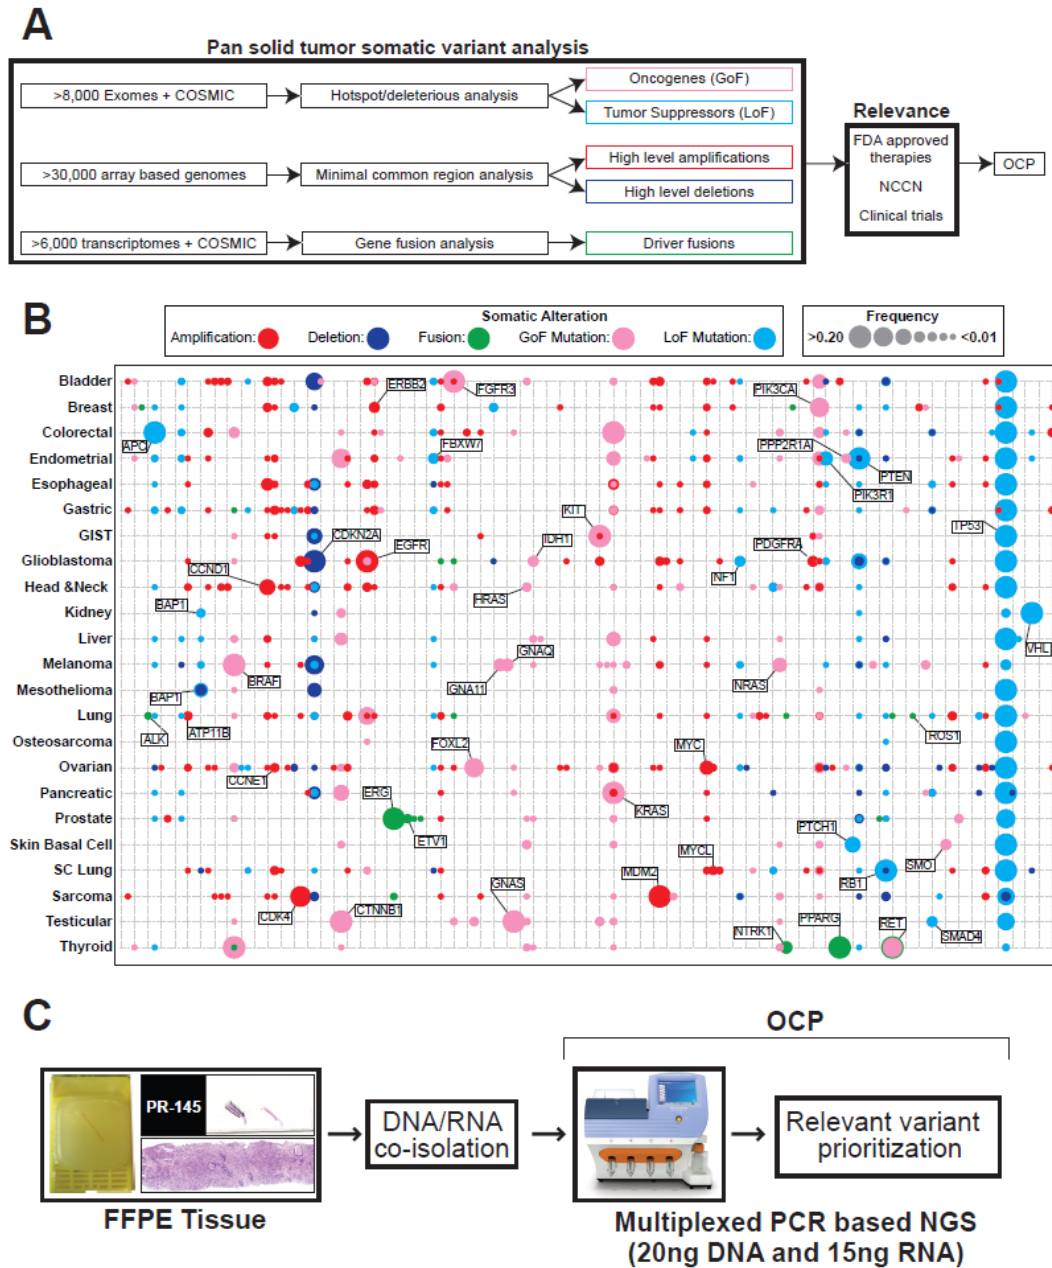 A
Pan solid tumor somatic variant analysis
>8,000 Exomes + COSMIC
Hotspot/deleterious analysis
Oncogenes (GoF)
Tumor Suppressors (LoF)
>30,000 array based genomes
Minimal common region analysis
High level amplifications
High level deletions
>6,000 transcriptomes + COSMIC
Gene fusion analysis
Driver fusions
Relevance
FDA approved
therapies
NCCN
Clinical trials
OCP
B
Somatic Alteration
Amplification:
Deletion:
Fusion:
GoF Mutation:
LoF Mutation:
Frequency
>0.20
<0.01
Bladder
ERBB2
FGFR3
PIK3CA
Breast
Colorectal
APC
FBXW7
PPP2R1A
Endometrial
PTEN
PIK3R1
Esophageal
Gastric
KIT
TP53
GIST
CDKN2A
EGFR
IDH1
PDGFRA
Glioblastoma
CCND1
NF1
Head &Neck
HRAS
BAP1
Kidney
Liver
VHL
GNAQ
Melanoma
BRAF
GNA11
NRAS
Mesothelioma
BAP1
Lung
ALK
ATP11B
ROS1
Osteosarcoma
FOXL2
MYC
Ovarian
CCNE1
Pancreatic
ERG
KRAS
Prostate
ETV1
PTCH1
Skin Basal Cell
MYCL
SMO
SC Lung
GNAS
MDM2
RB1
Sarcoma
CDK4
CTNNB1
PPARG
RET
Testicular
NTRK1
SMAD4
Thyroid
C
OCP
PR-145
DNA/RNA
co-isolation
Relevant variant
prioritization
FFPE Tissue
Multiplexed PCR based NGS
(20ng DNA and 15ng RNA)